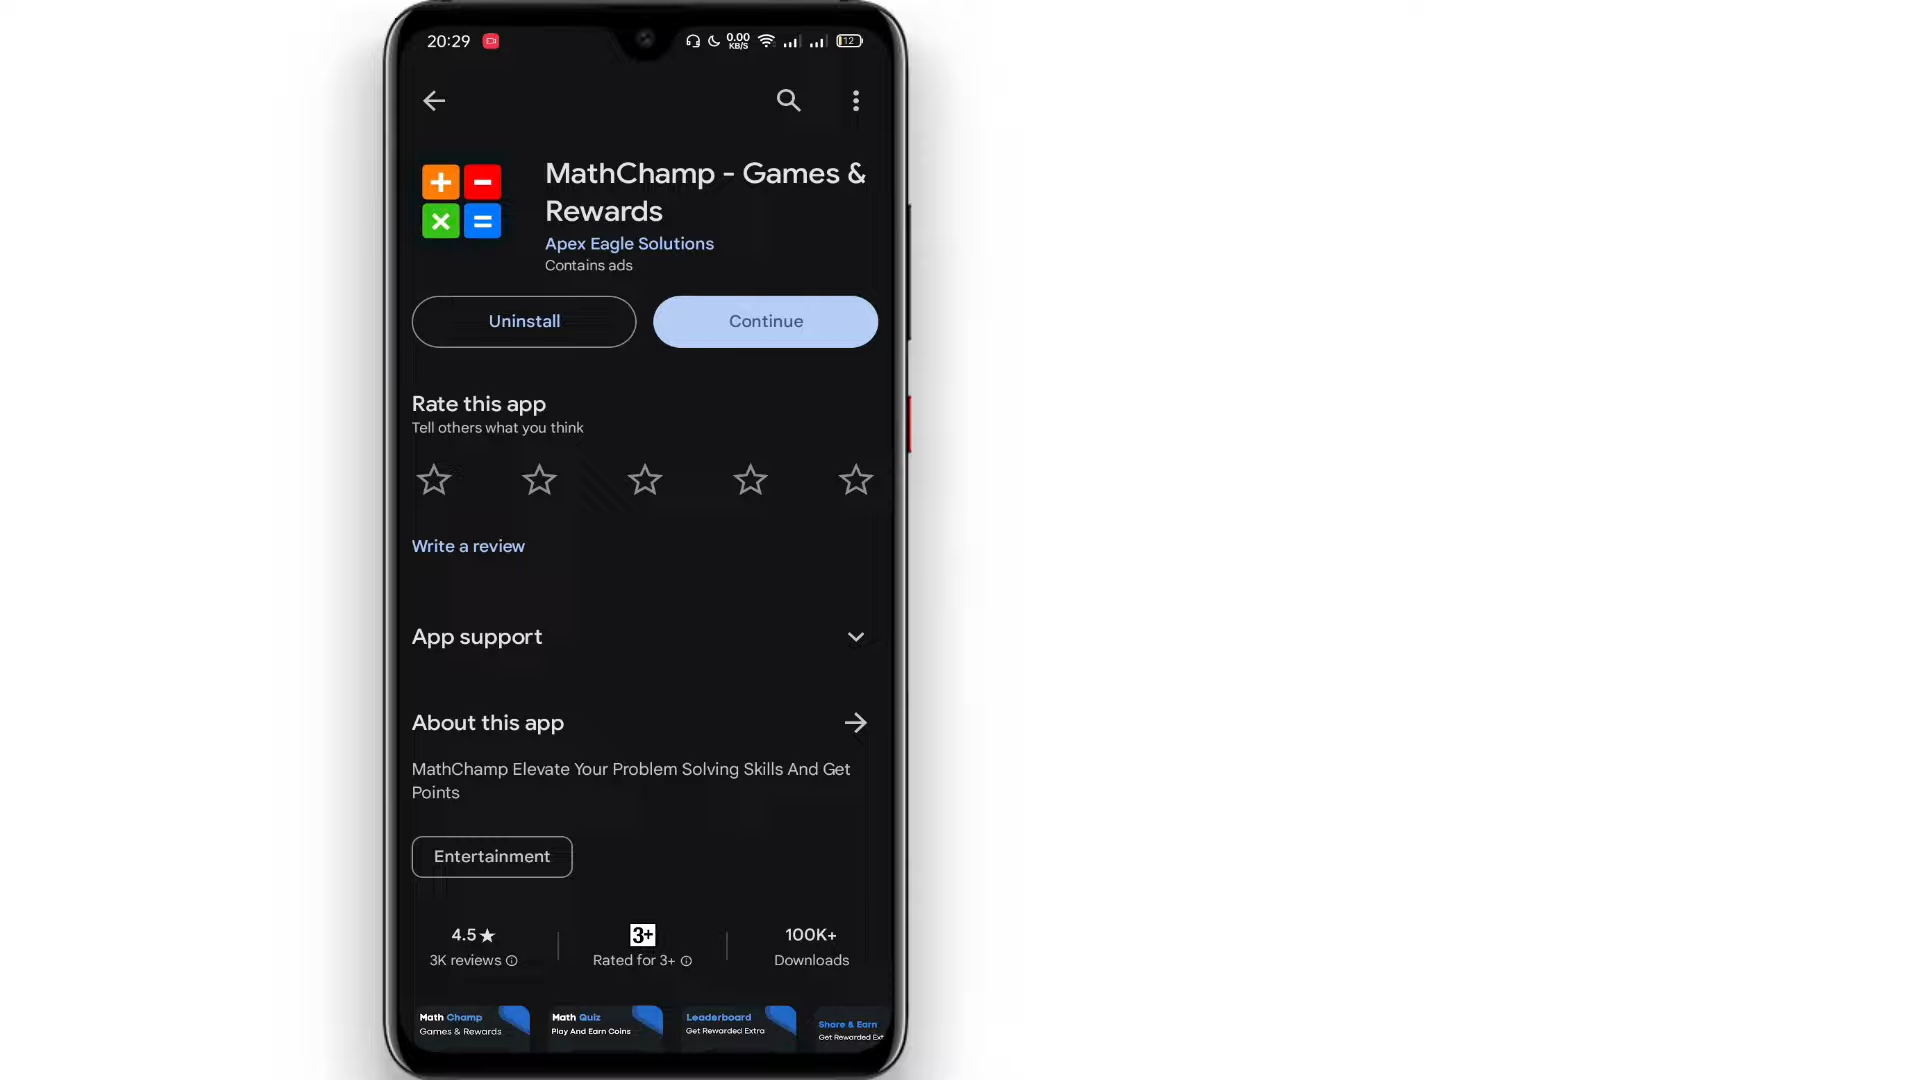 20:29
0.00
KB/S
12
MathChamp - Games &
Rewards
Apex Eagle Solutions
Contains ads
Uninstall
Continue
Rate this app
Tell others what you think
Write a review
App support
About this app
MathChamp Elevate Your Problem Solving Skills And Get
Points
Entertainment
4.5★
3+
100K+
3K reviews
Rated for 3+
Downloads
Math Champ
Games & Rewards
Math Quiz
Play And Earn Coins
Leaderboard
Get Rewarded Extra
Share & Earn
Get Rewarded Ext